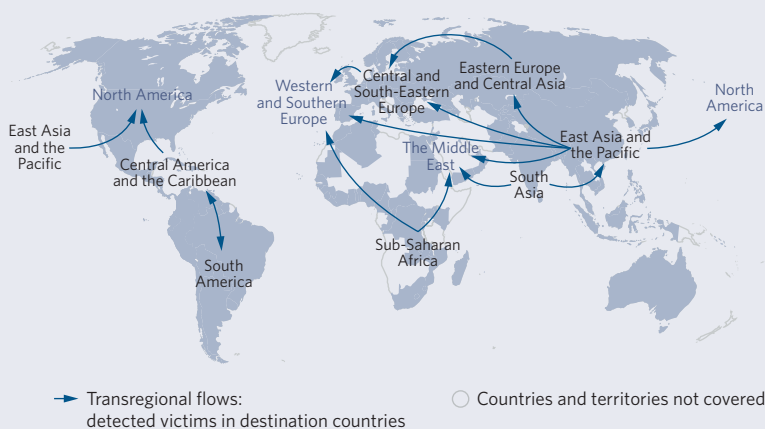 North America
East Asia
and the
Pacific
Central America
and the Caribbean
South
America
Western
and Southern
Europe
Central and
South-Eastern
Europe
Eastern Europe
and Central Asia
The Middle
East
South
Asia
East Asia and
the Pacific
North
America
Sub-Saharan
Africa
Transregional flows:
detected victims in destination countries
Countries and territories not covered